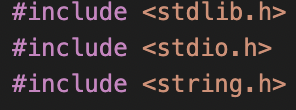 #include <stdlib.h>
#include <stdio.h>
#include <string.h>